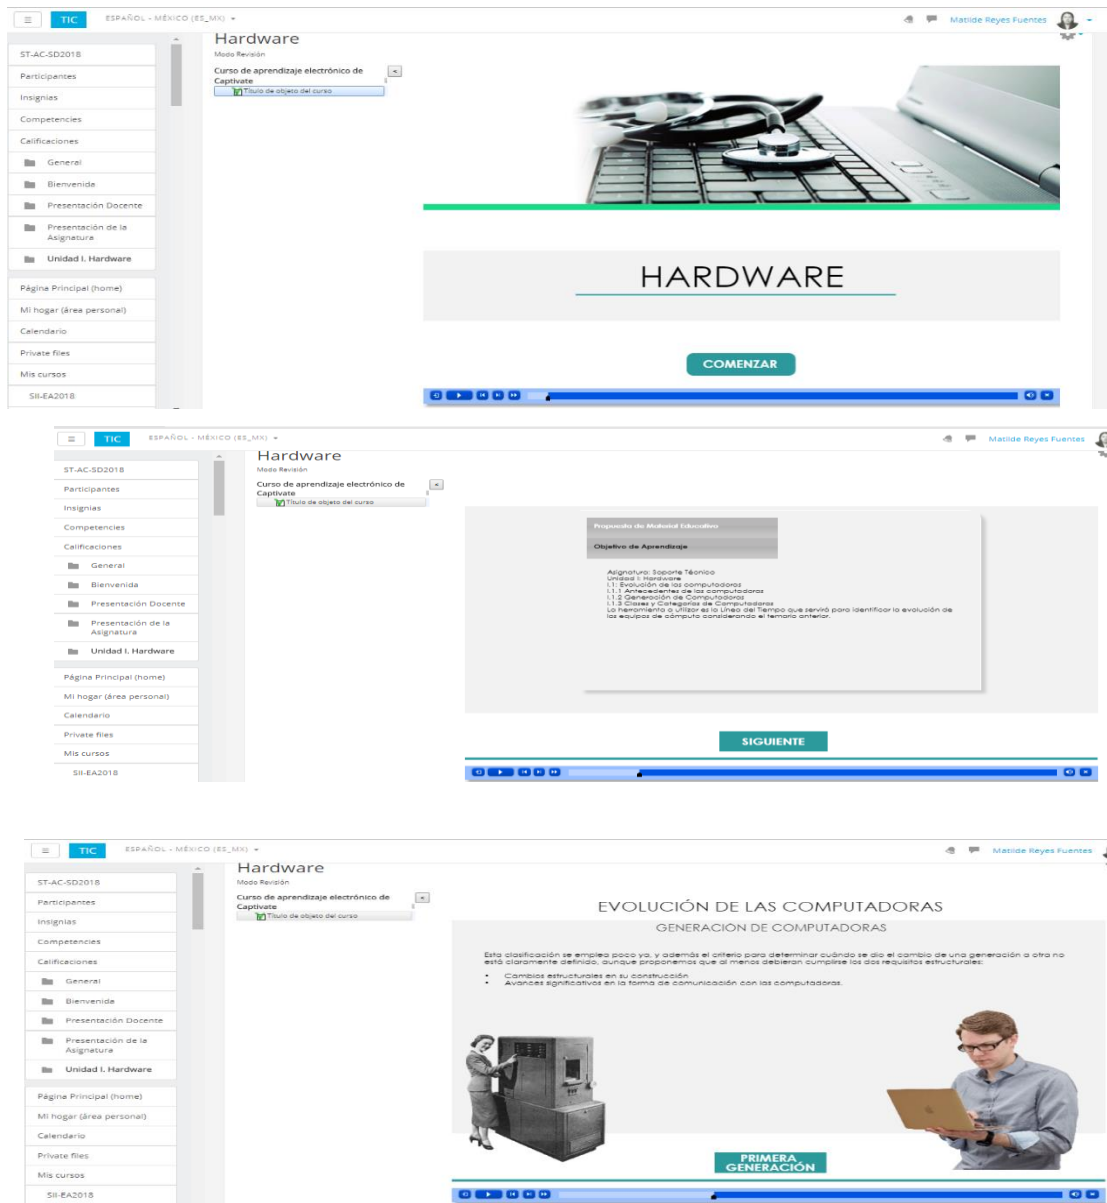 TIC ESPAÑOL - MÉXICO (ES_MX)
Matilde Reyes Fuentes
ST-AC-SD2018
Participantes
Insignias
Competencies
Calificaciones
General
Bienvenida
Presentación Docente
Presentación de la
Asignatura
Unidad I. Hardware
Página Principal (home)
Mi hogar (área personal)
Calendario
Private files
Mis cursos
SII-EA2018
Hardware
Modo Revisión
Curso de aprendizaje electrónico de
Captivate
Título de objeto del curso
HARDWARE
COMENZAR
TIC ESPAÑOL - MÉXICO (ES_MX)
Matilde Reyes Fuentes
ST-AC-SD2018
Participantes
Insignias
Competencies
Calificaciones
General
Bienvenida
Presentación Docente
Presentación de la
Asignatura
Unidad I. Hardware
Página Principal (home)
Mi hogar (área personal)
Calendario
Private files
Mis cursos
SII-EA2018
Hardware
Modo Revisión
Curso de aprendizaje electrónico de
Captivate
Título de objeto del curso
Propuesta de Material Educativo
Objetivo de Aprendizaje
Asignatura: Soporte Técnico
Unidad I: Hardware
I.1: Evolución de las computadoras
I.1.1 Antecedentes de las computadoras
I.1.2 Generación de Computadoras
I.1.3 Clases y Categorías de Computadoras
La herramienta a utilizar es la Línea del Tiempo que servirá para identificar la evolución de
los equipos de cómputo considerando el temario anterior.
SIGUIENTE
TIC ESPAÑOL - MÉXICO (ES_MX)
Matilde Reyes Fuentes
ST-AC-SD2018
Participantes
Insignias
Competencies
Calificaciones
General
Bienvenida
Presentación Docente
Presentación de la
Asignatura
Unidad I. Hardware
Página Principal (home)
Mi hogar (área personal)
Calendario
Private files
Mis cursos
SII-EA2018
Hardware
Modo Revisión
Curso de aprendizaje electrónico de
Captivate
Título de objeto del curso
EVOLUCIÓN DE LAS COMPUTADORAS
GENERACIÓN DE COMPUTADORAS
Esta clasificación se emplea poco ya, y además el criterio para determinar cuándo se dio el cambio de una generación a otra no
está claramente definido, aunque proponemos que al menos debieran cumplirse los dos requisitos estructurales:
• Cambios estructurales en su construcción
• Avances significativos en la forma de comunicación con las computadoras.
PRIMERA
GENERACIÓN